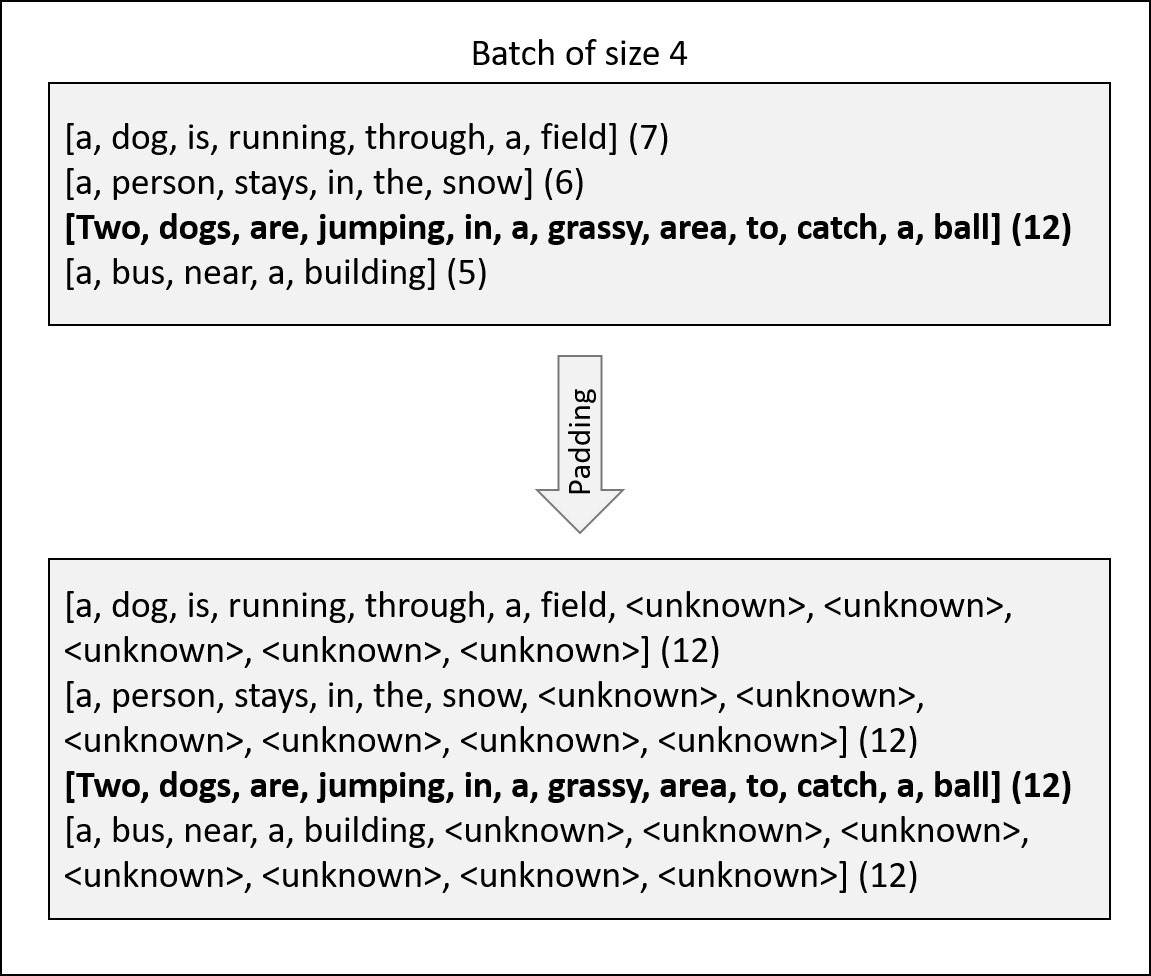 Batch of size 4
[a, dog, is, running, through, a, field] (7)
[a, person, stays, in, the, snow] (6)
[Two, dogs, are, jumping, in, a, grassy, area, to, catch, a, ball] (12)
[a, bus, near, a, building] (5)
Padding
[a, dog, is, running, through, a, field, <unknown>, <unknown>,
<unknown>, <unknown>, <unknown>] (12)
[a, person, stays, in, the, snow, <unknown>, <unknown>,
<unknown>, <unknown>, <unknown>, <unknown>] (12)
[Two, dogs, are, jumping, in, a, grassy, area, to, catch, a, ball] (12)
[a, bus, near, a, building, <unknown>, <unknown>, <unknown>,
<unknown>, <unknown>, <unknown>, <unknown>] (12)